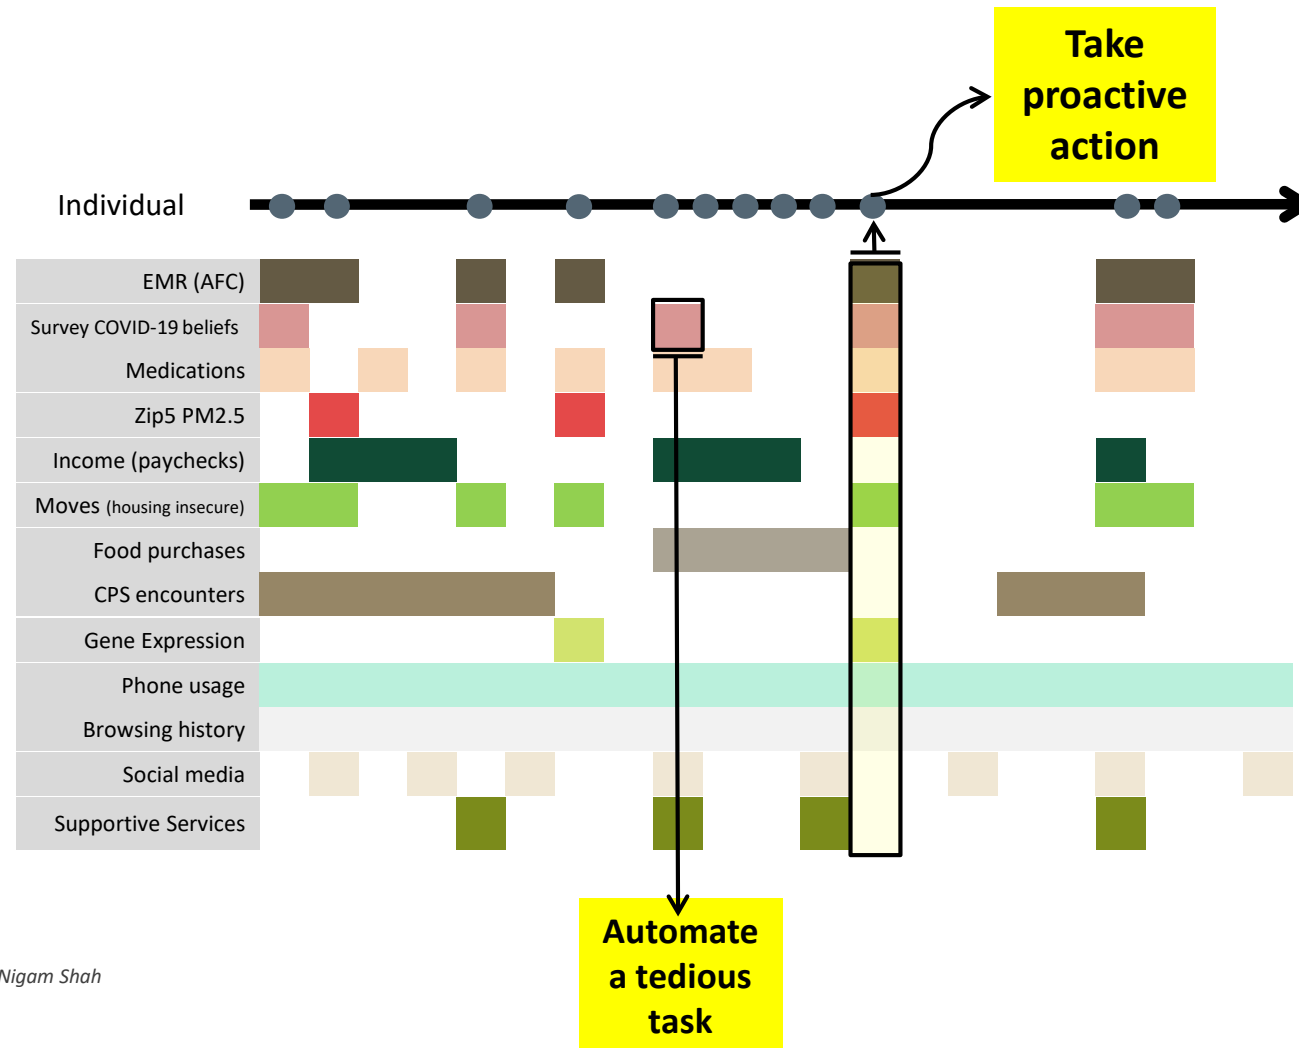 Take
proactive
action
Individual
EMR (AFC)
Survey COVID-19 beliefs
Medications
Zip5 PM2.5
Income (paychecks)
Moves (housing insecure)
Food purchases
CPS encounters
Gene Expression
Phone usage
Browsing history
Social media
Supportive Services
Automate
a tedious
task
Nigam Shah